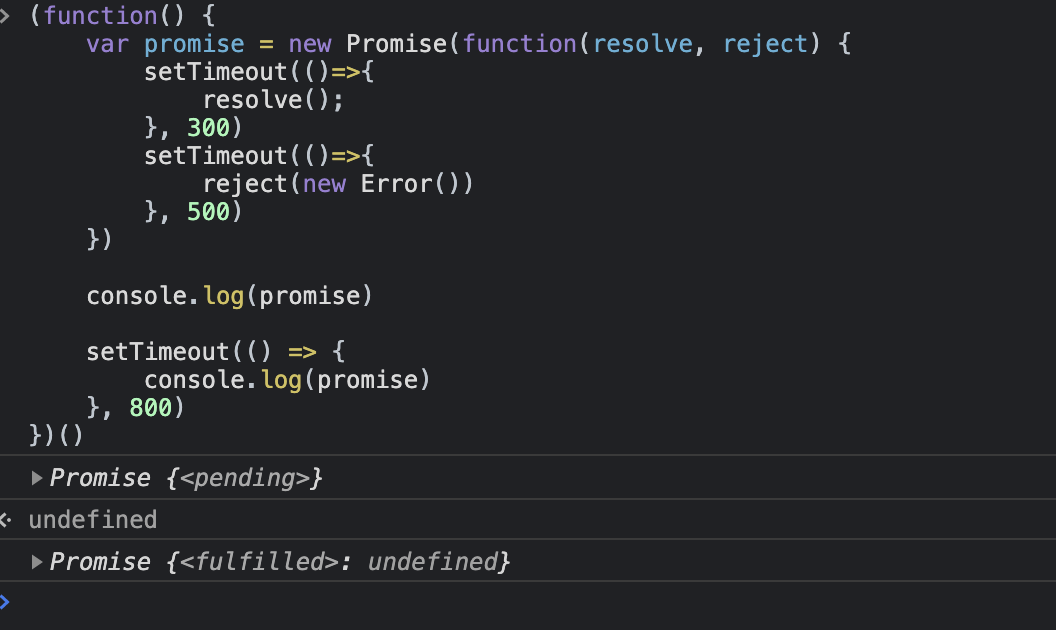 (function() {
    var promise = new Promise(function(resolve, reject) {
        setTimeout(()=>{
            resolve();
        }, 300)
        setTimeout(()=>{
            reject(new Error())
        }, 500)
    })

    console.log(promise)

    setTimeout(() => {
        console.log(promise)
    }, 800)
})()
Promise {<pending>}
undefined
Promise {<fulfilled>: undefined}